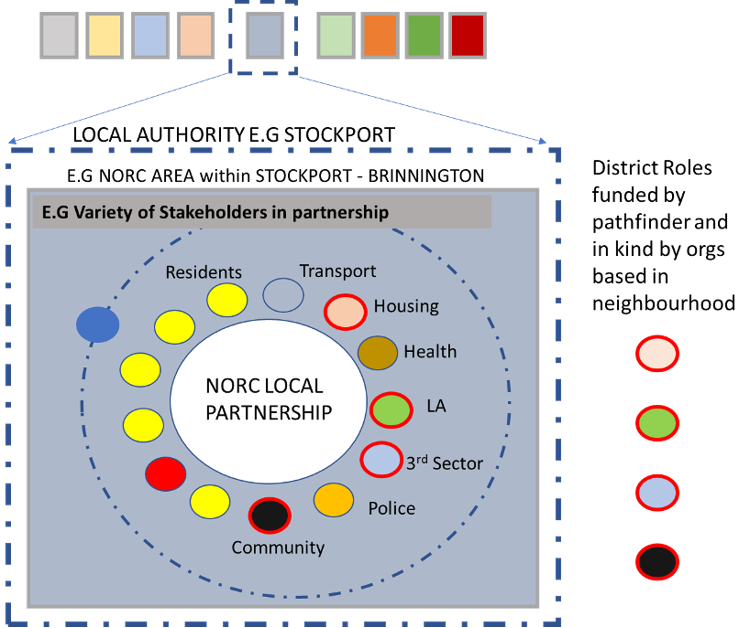 LOCAL AUTHORITY E.G STOCKPORT
E.G NORC AREA within STOCKPORT - BRINNINGTON
E.G Variety of Stakeholders in partnership
Residents
Transport
Housing
Health
LA
3rd Sector
Police
Community
NORC LOCAL
PARTNERSHIP
District Roles
funded by
pathfinder and
in kind by orgs
based in
neighbourhood